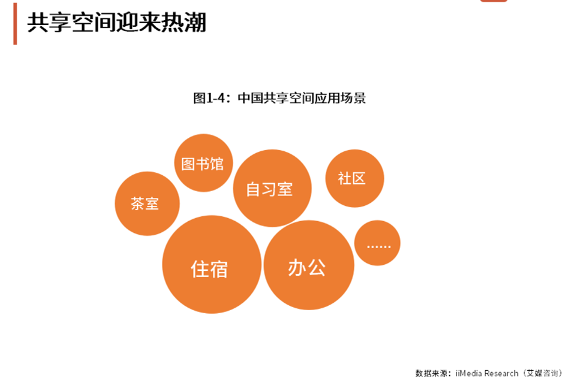 共享空间迎来热潮
图1-4：中国共享空间应用场景
图书馆
自习室
社区
茶室
......
住宿
办公
数据来源：iiMedia Research（艾媒咨询）